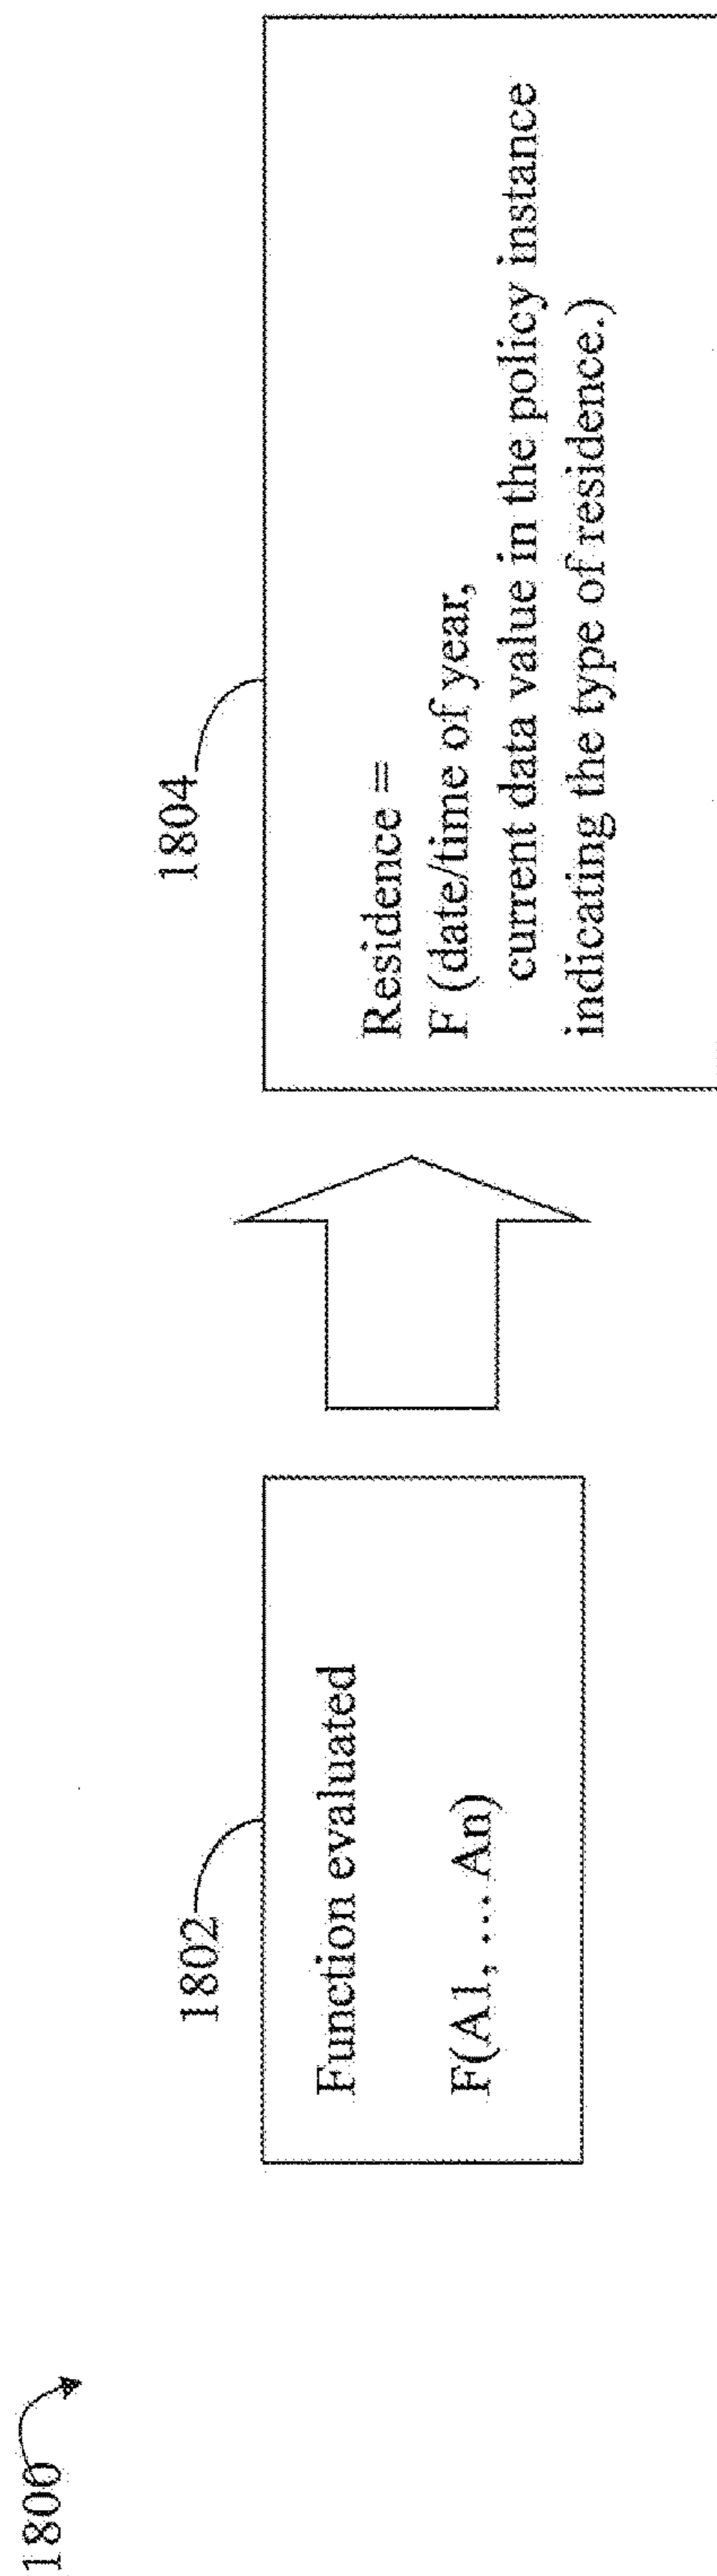 1800
1802
Function evaluated
F(A1, ... An)
1804
Residence =
F (date/time of year,
current data value in the policy instance
indicating the type of residence.)